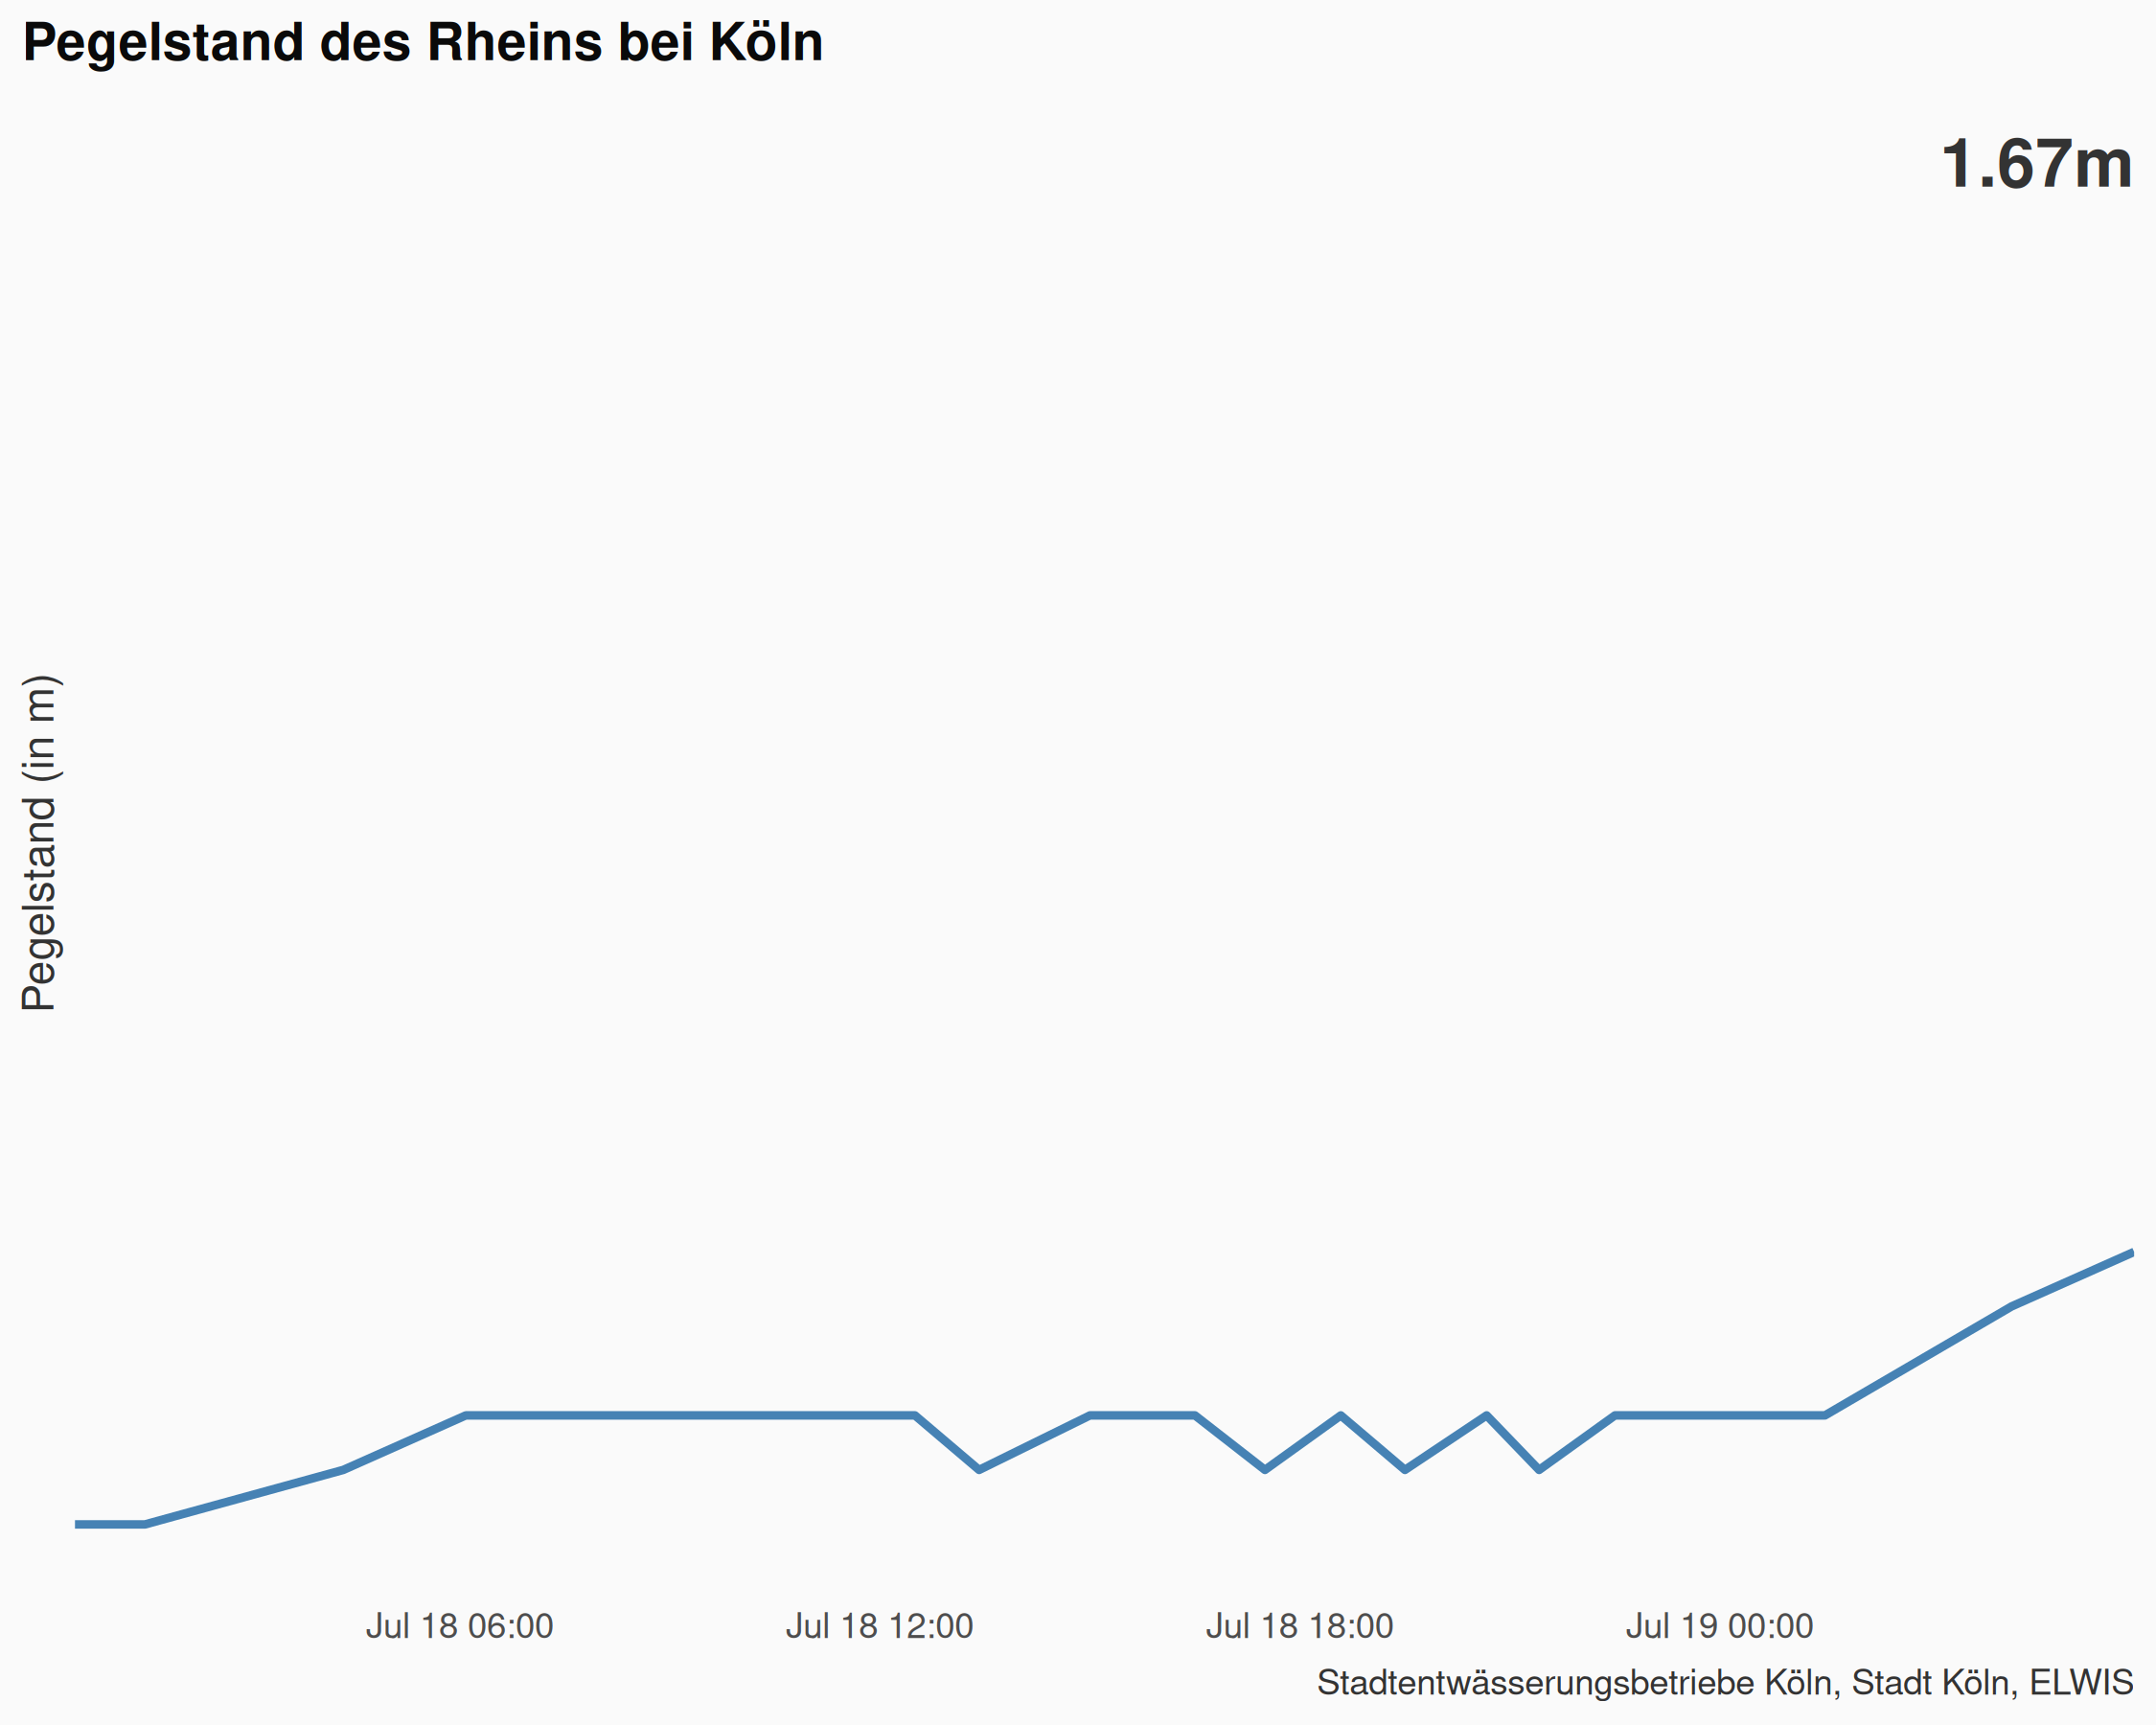 Pegelstand des Rheins bei Köln
1.67m
Pegelstand (in m)
Jul 18 06:00
Jul 18 12:00
Jul 18 18:00
Jul 19 00:00
Stadtentwässerungsbetriebe Köln, Stadt Köln, ELWIS